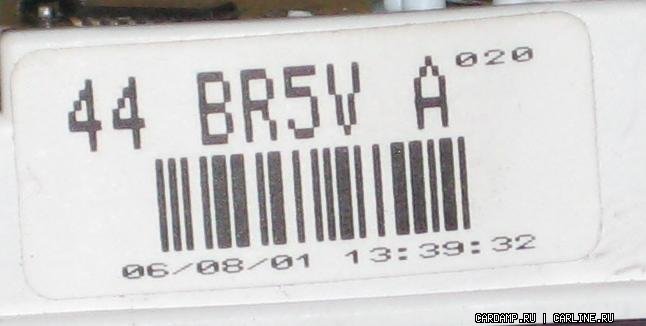 44 BR5V A 020
06/08/01 13:39:32
CARDAMP.RU | CARLINE.RU